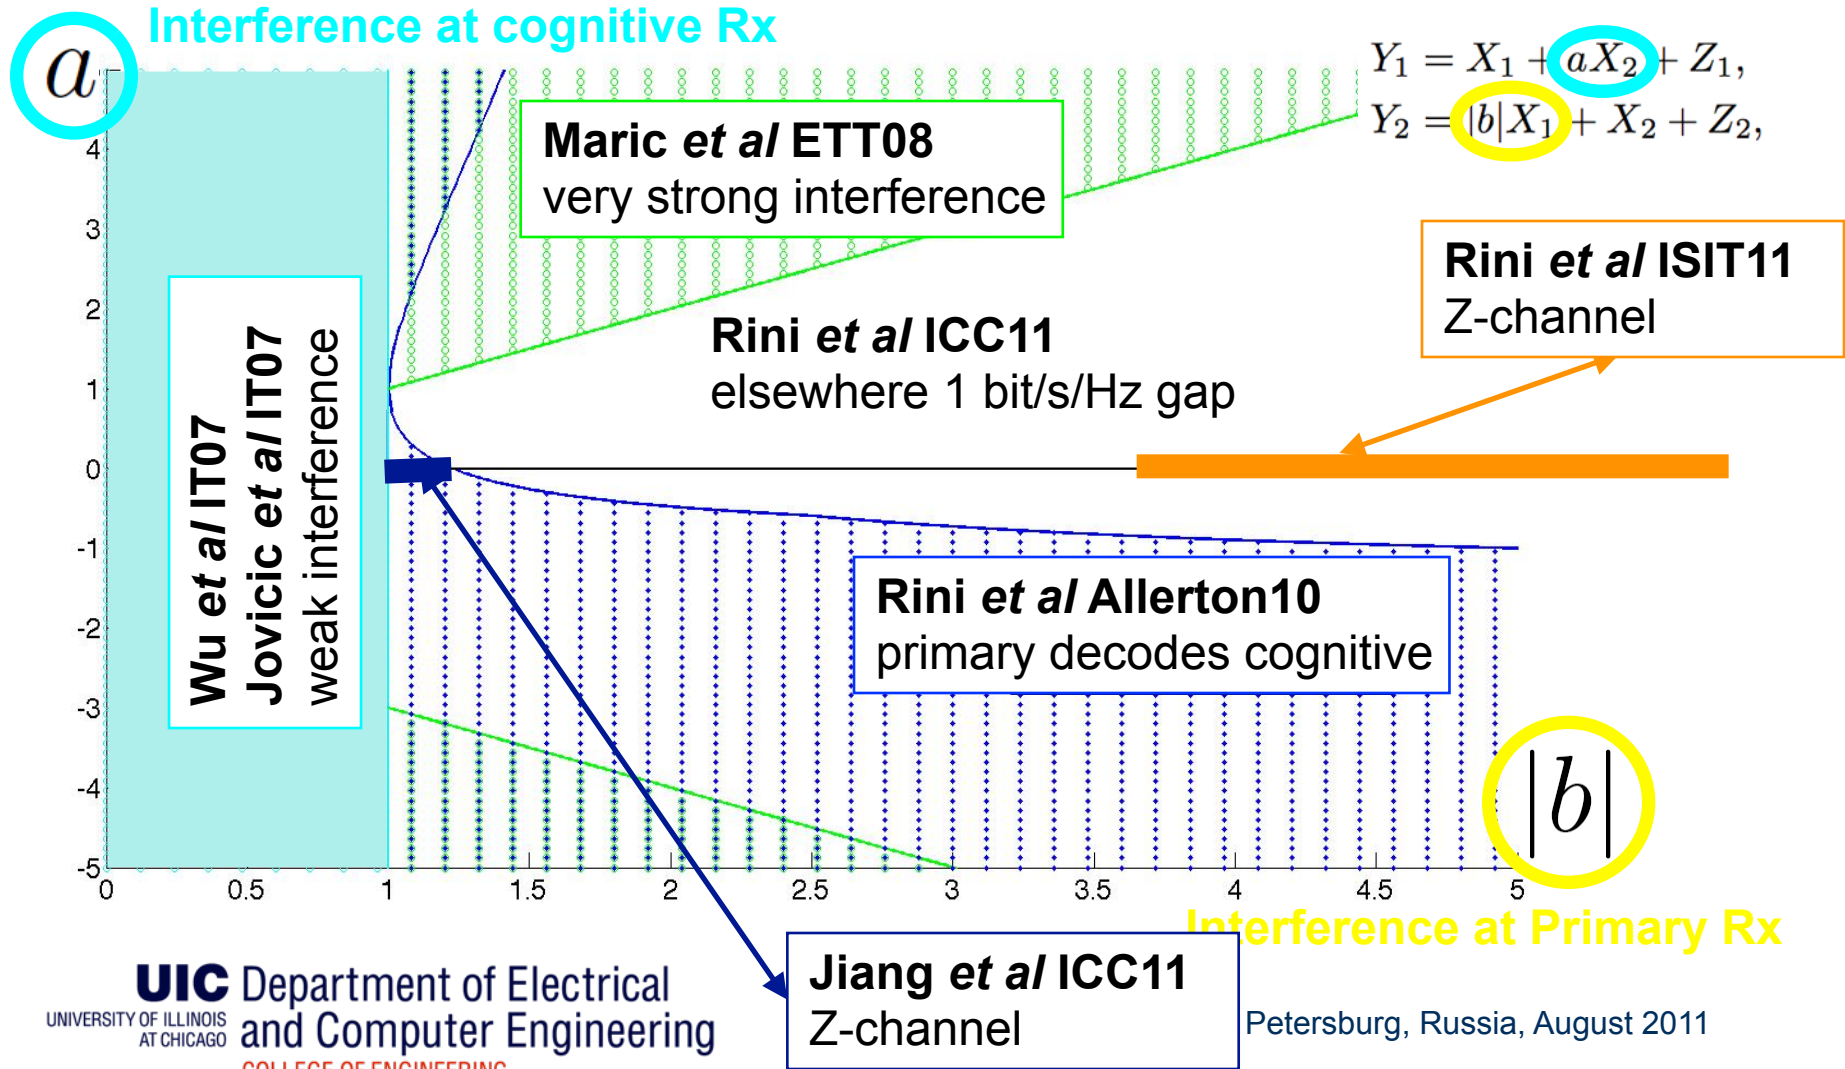 Interference at cognitive Rx
a
Y₁ = X₁ + aX₂ + Z₁,
Y₂ = |b|X₁ + X₂ + Z₂,
Maric et al ETT08
very strong interference
Rini et al ISIT11
Z-channel
Rini et al ICC11
elsewhere 1 bit/s/Hz gap
Wu et al IT07
Jovicic et al IT07
weak interference
Rini et al Allerton10
primary decodes cognitive
|b|
4
3
2
1
0
-1
-2
-3
-4
-5
0 0.5 1 1.5 2 2.5 3 3.5 4 4.5 5
Interference at Primary Rx
Jiang et al ICC11
Z-channel
UIC Department of Electrical
UNIVERSITY OF ILLINOIS
AT CHICAGO
and Computer Engineering
COLLEGE OF ENGINEERING
Petersburg, Russia, August 2011